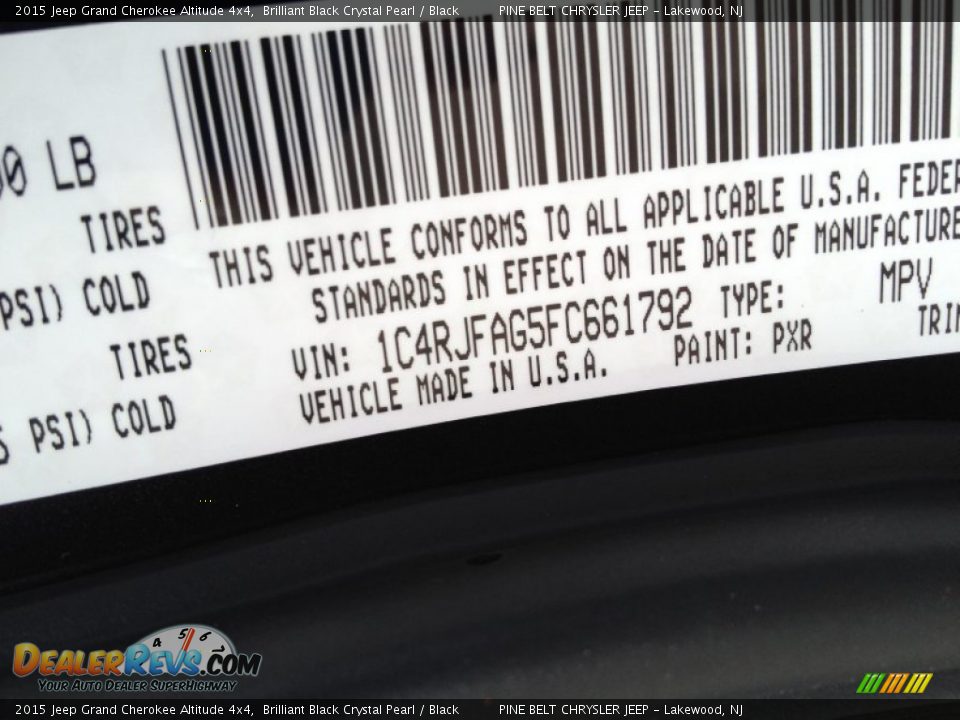 2015 Jeep Grand Cherokee Altitude 4x4, Brilliant Black Crystal Pearl / Black PINE BELT CHRYSLER JEEP - Lakewood, NJ
LB
TIRES
PSI) COLD
TIRES
PSI) COLD
THIS VEHICLE CONFORMS TO ALL APPLICABLE U.S.A.
STANDARDS IN EFFECT ON THE DATE OF MANUFACTURE
VIN: 1C4RJFAG5FC661792 TYPE: MPV
VEHICLE MADE IN U.S.A. PAINT: PXR
4 5 6
DEALERREVS.COM
YOUR AUTO DEALER SUPERHIGHWAY
2015 Jeep Grand Cherokee Altitude 4x4, Brilliant Black Crystal Pearl / Black PINE BELT CHRYSLER JEEP - Lakewood, NJ